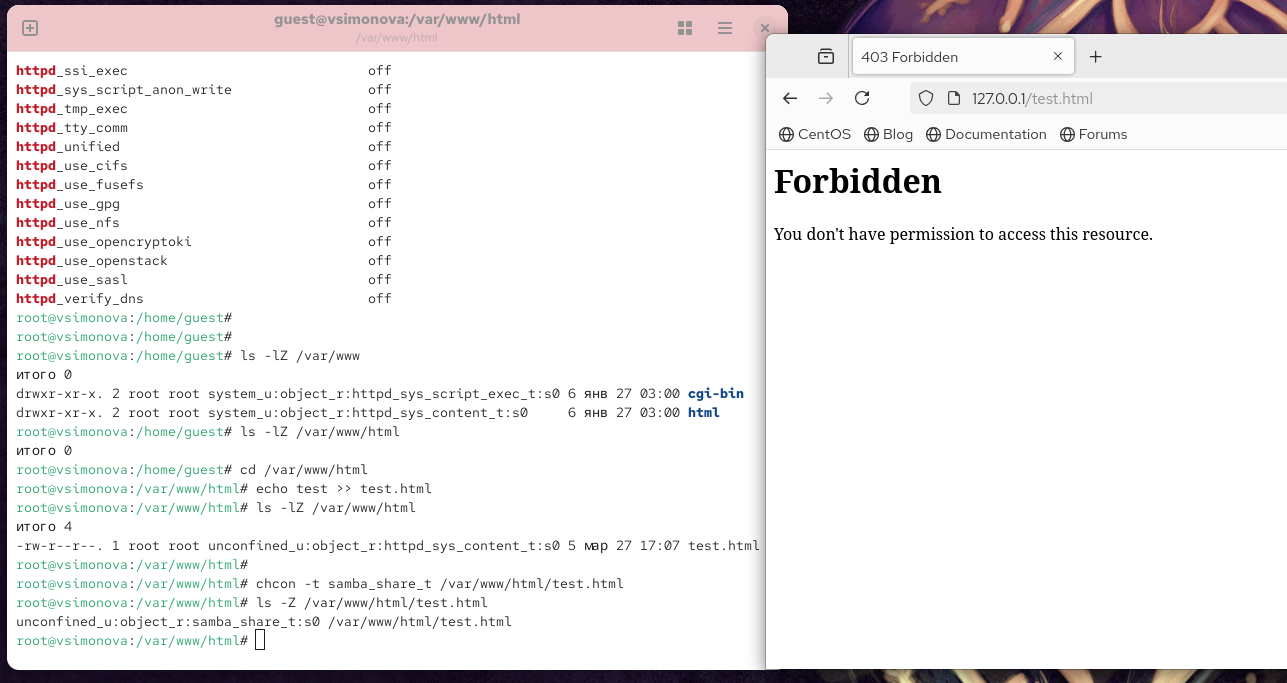 guest@vsimonova:/var/www/html
/var/www/html
httpd_ssi_exec off
httpd_sys_script_anon_write off
httpd_tmp_exec off
httpd_tty_comm off
httpd_unified off
httpd_use_cifs off
httpd_use_fusefs off
httpd_use_gpg off
httpd_use_nfs off
httpd_use_opencryptoki off
httpd_use_openstack off
httpd_use_sasl off
httpd_verify_dns off
root@vsimonova:/home/guest#
root@vsimonova:/home/guest#
root@vsimonova:/home/guest# ls -lZ /var/www
итого 0
drwxr-xr-x. 2 root root system_u:object_r:httpd_sys_script_exec_t:s0 6 янв 27 03:00 cgi-bin
drwxr-xr-x. 2 root root system_u:object_r:httpd_sys_content_t:s0 6 янв 27 03:00 html
root@vsimonova:/home/guest# ls -lZ /var/www/html
итого 0
root@vsimonova:/home/guest# cd /var/www/html
root@vsimonova:/var/www/html# echo test >> test.html
root@vsimonova:/var/www/html# ls -lZ /var/www/html
итого 4
-rw-r--r--. 1 root root unconfined_u:object_r:httpd_sys_content_t:s0 5 мар 27 17:07 test.html
root@vsimonova:/var/www/html#
root@vsimonova:/var/www/html# chcon -t samba_share_t /var/www/html/test.html
root@vsimonova:/var/www/html# ls -Z /var/www/html/test.html
unconfined_u:object_r:samba_share_t:s0 /var/www/html/test.html
root@vsimonova:/var/www/html#
403 Forbidden
127.0.0.1/test.html
CentOS Blog Documentation Forums
Forbidden
You don't have permission to access this resource.